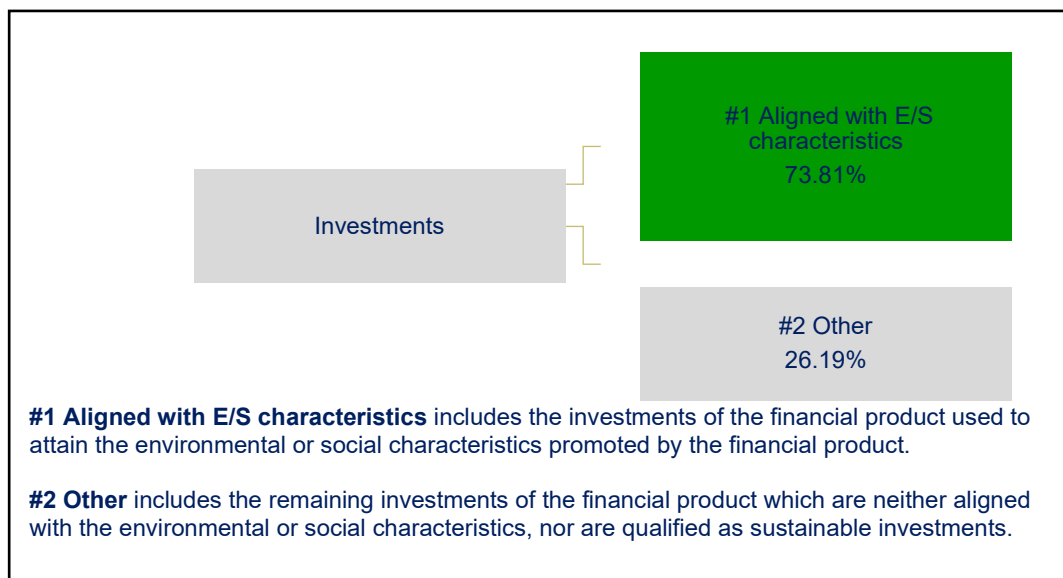 #1 Aligned with E/S
characteristics
73.81%
Investments
#2 Other
26.19%
#1 Aligned with E/S characteristics includes the investments of the financial product used to
attain the environmental or social characteristics promoted by the financial product.
#2 Other includes the remaining investments of the financial product which are neither aligned
with the environmental or social characteristics, nor are qualified as sustainable investments.